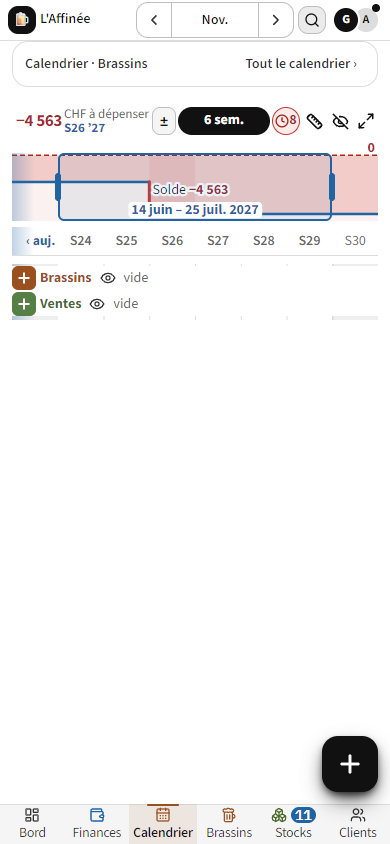 L'Affinée
Nov.
G
A
Calendrier · Brassins
Tout le calendrier ›
−4 563 CHF à dépenser
S26 ’27
±
6 sem.
8
0
Solde −4 563
14 juin – 25 juil. 2027
‹ auj. S24 S25 S26 S27 S28 S29 S30
Brassins vide
Ventes vide
Bord Finances Calendrier Brassins Stocks 11 Clients